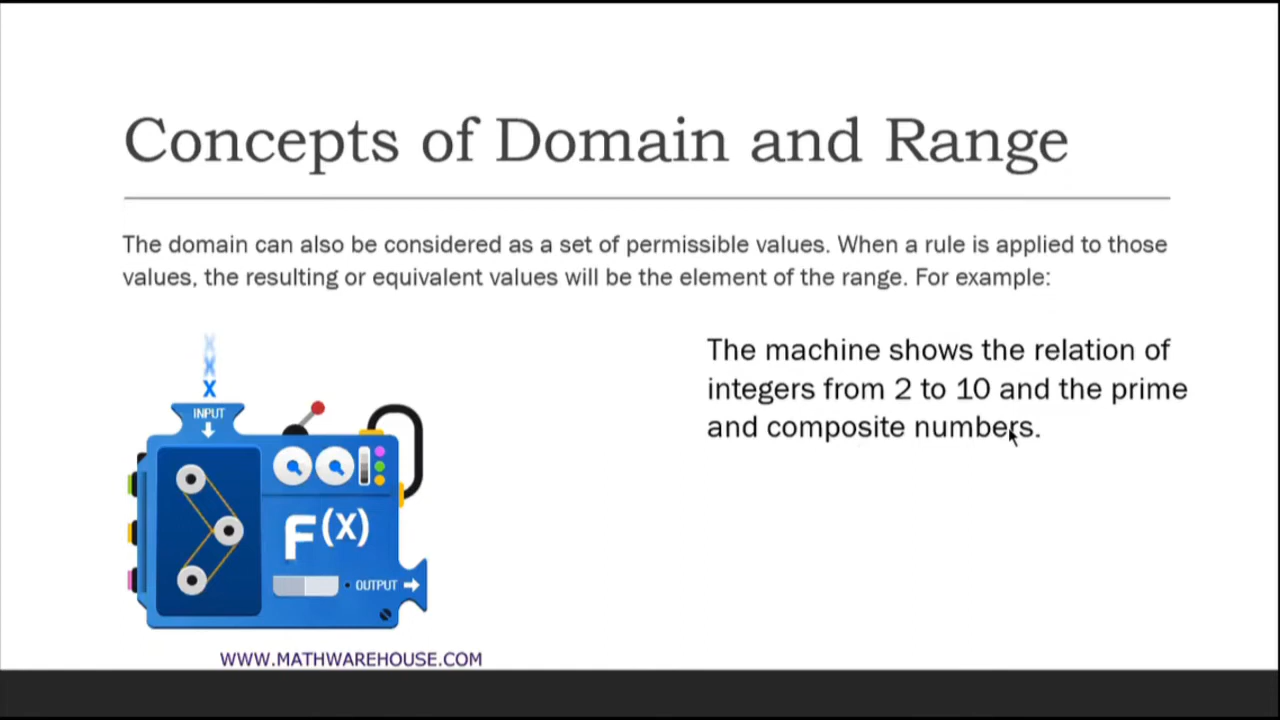 Concepts of Domain and Range
The domain can also be considered as a set of permissible values. When a rule is applied to those
values, the resulting or equivalent values will be the element of the range. For example:
The machine shows the relation of
integers from 2 to 10 and the prime
and composite numbers.
X
X
X
INPUT
F(X)
OUTPUT
WWW.MATHWAREHOUSE.COM